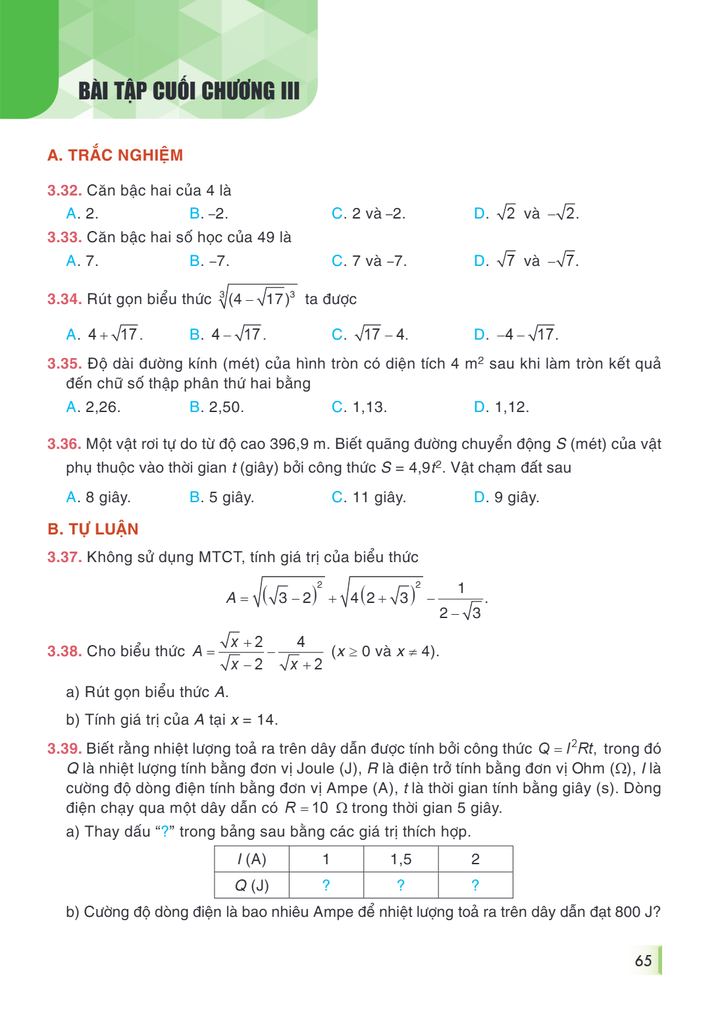 BÀI TẬP CUỐI CHƯƠNG III
A. TRẮC NGHIỆM
3.32. Căn bậc hai của 4 là
A. 2. B. –2. C. 2 và –2. D. √2 và –√2.
3.33. Căn bậc hai số học của 49 là
A. 7. B. –7. C. 7 và –7. D. √7 và –√7.
3.34. Rút gọn biểu thức ∛(4 – √17)³ ta được
A. 4 + √17. B. 4 – √17. C. √17 – 4. D. –4 – √17.
3.35. Độ dài đường kính (mét) của hình tròn có diện tích 4 m² sau khi làm tròn kết quả
đến chữ số thập phân thứ hai bằng
A. 2,26. B. 2,50. C. 1,13. D. 1,12.
3.36. Một vật rơi tự do từ độ cao 396,9 m. Biết quãng đường chuyển động S (mét) của vật
phụ thuộc vào thời gian t (giây) bởi công thức S = 4,9t². Vật chạm đất sau
A. 8 giây. B. 5 giây. C. 11 giây. D. 9 giây.
B. TỰ LUẬN
3.37. Không sử dụng MTCT, tính giá trị của biểu thức
A = √((√3 – 2)²) + √(4(2 + √3)²) – 1/(2 – √3).
3.38. Cho biểu thức A = (√x + 2)/(√x – 2) – 4/(√x + 2) (x ≥ 0 và x ≠ 4).
a) Rút gọn biểu thức A.
b) Tính giá trị của A tại x = 14.
3.39. Biết rằng nhiệt lượng toả ra trên dây dẫn được tính bởi công thức Q = I²Rt, trong đó
Q là nhiệt lượng tính bằng đơn vị Joule (J), R là điện trở tính bằng đơn vị Ohm (Ω), I là
cường độ dòng điện tính bằng đơn vị Ampe (A), t là thời gian tính bằng giây (s). Dòng
điện chạy qua một dây dẫn có R = 10 Ω trong thời gian 5 giây.
a) Thay dấu “?” trong bảng sau bằng các giá trị thích hợp.
I (A) 1 1,5 2
Q (J) ? ? ?
b) Cường độ dòng điện là bao nhiêu Ampe để nhiệt lượng toả ra trên dây dẫn đạt 800 J?
65